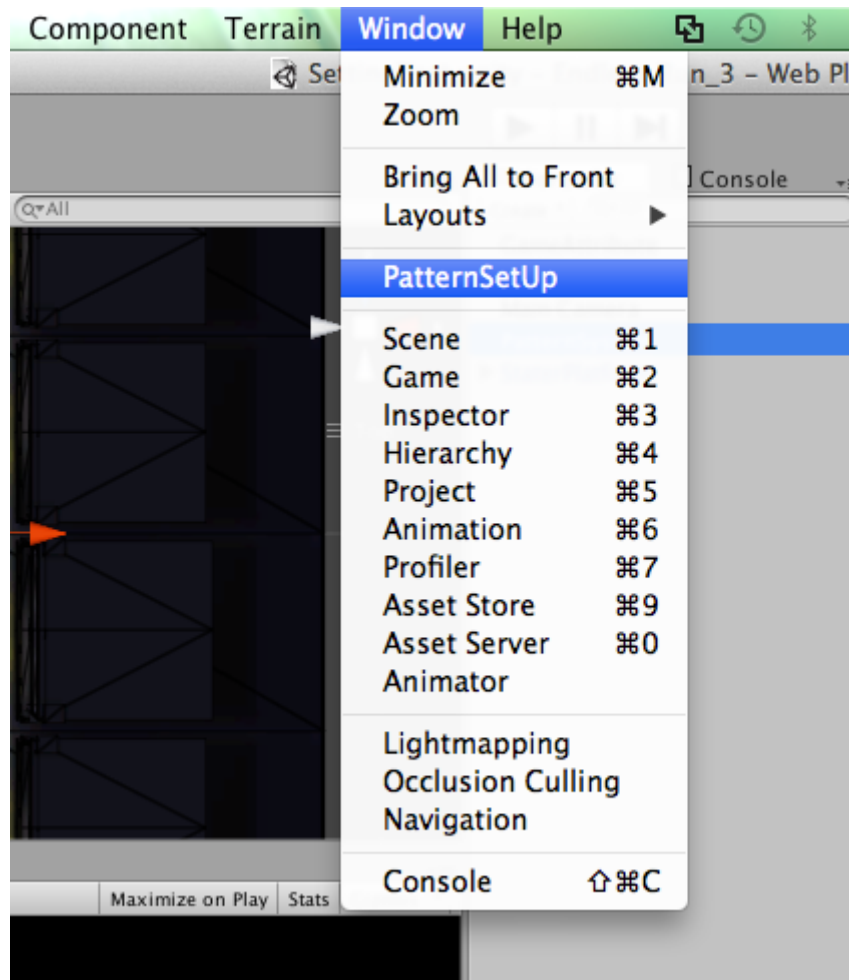 Component Terrain Window Help
Set n_3 – Web Pl
Minimize ⌘M
Zoom
Bring All to Front
Console
Layouts
All
PatternSetUp
Scene ⌘1
Game ⌘2
Inspector ⌘3
Hierarchy ⌘4
Project ⌘5
Animation ⌘6
Profiler ⌘7
Asset Store ⌘9
Asset Server ⌘0
Animator
Lightmapping
Occlusion Culling
Navigation
Console ⇧⌘C
Maximize on Play Stats